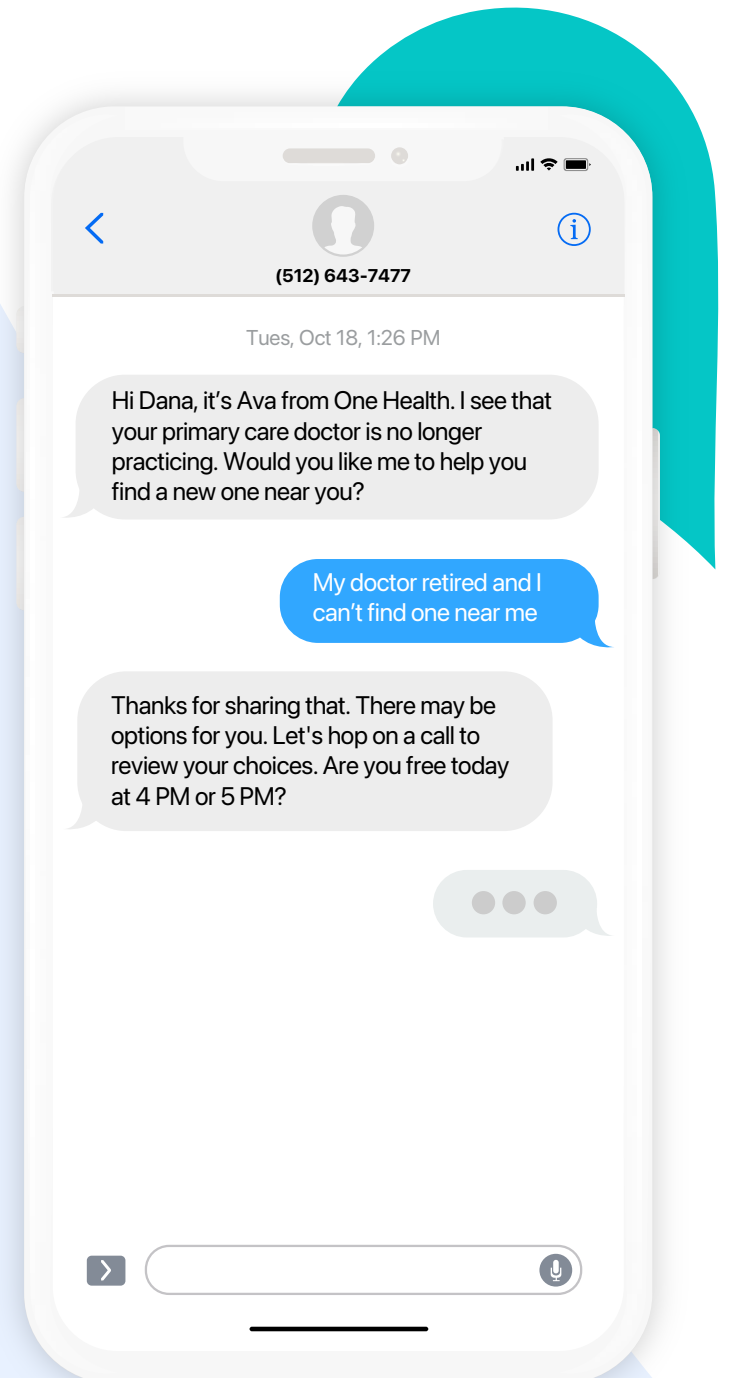 (512) 643-7477
Tues, Oct 18, 1:26 PM
Hi Dana, it's Ava from One Health. I see that
your primary care doctor is no longer
practicing. Would you like me to help you
find a new one near you?
My doctor retired and I
can't find one near me
Thanks for sharing that. There may be
options for you. Let's hop on a call to
review your choices. Are you free today
at 4 PM or 5 PM?